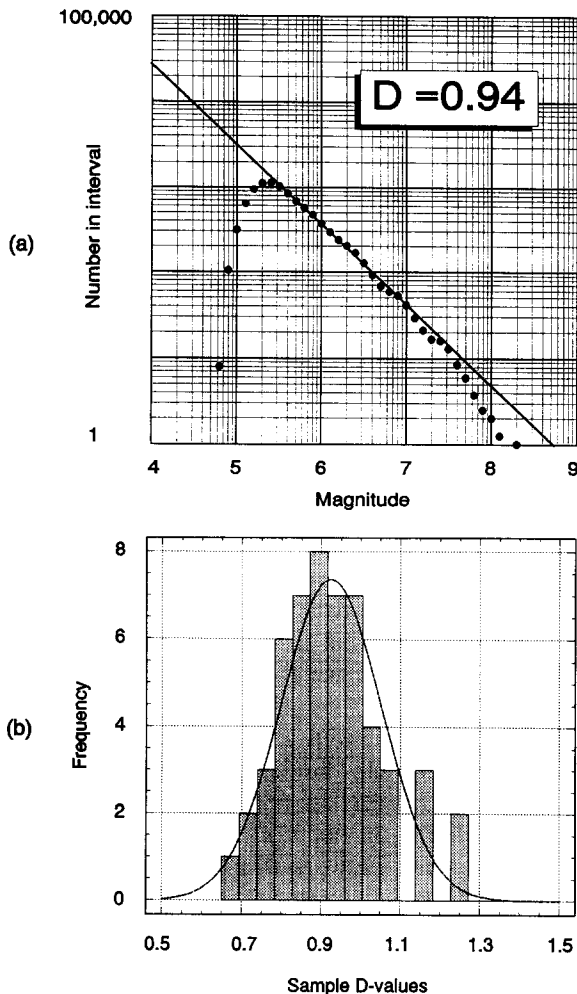 100,000
D =0.94
(a)
Number in interval
1
4 5 6 7 8 9
Magnitude
8
6
4
2
0
(b)
Frequency
0.5 0.7 0.9 1.1 1.3 1.5
Sample D-values